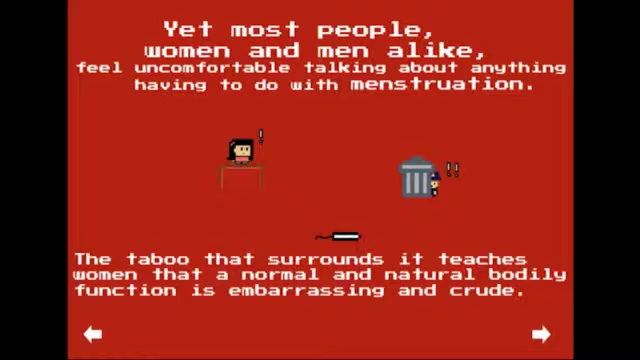 Yet most people,
women and men alike,
feel uncomfortable talking about anything
having to do with menstruation.
!
!!
The taboo that surrounds it teaches
women that a normal and natural bodily
function is embarrassing and crude.